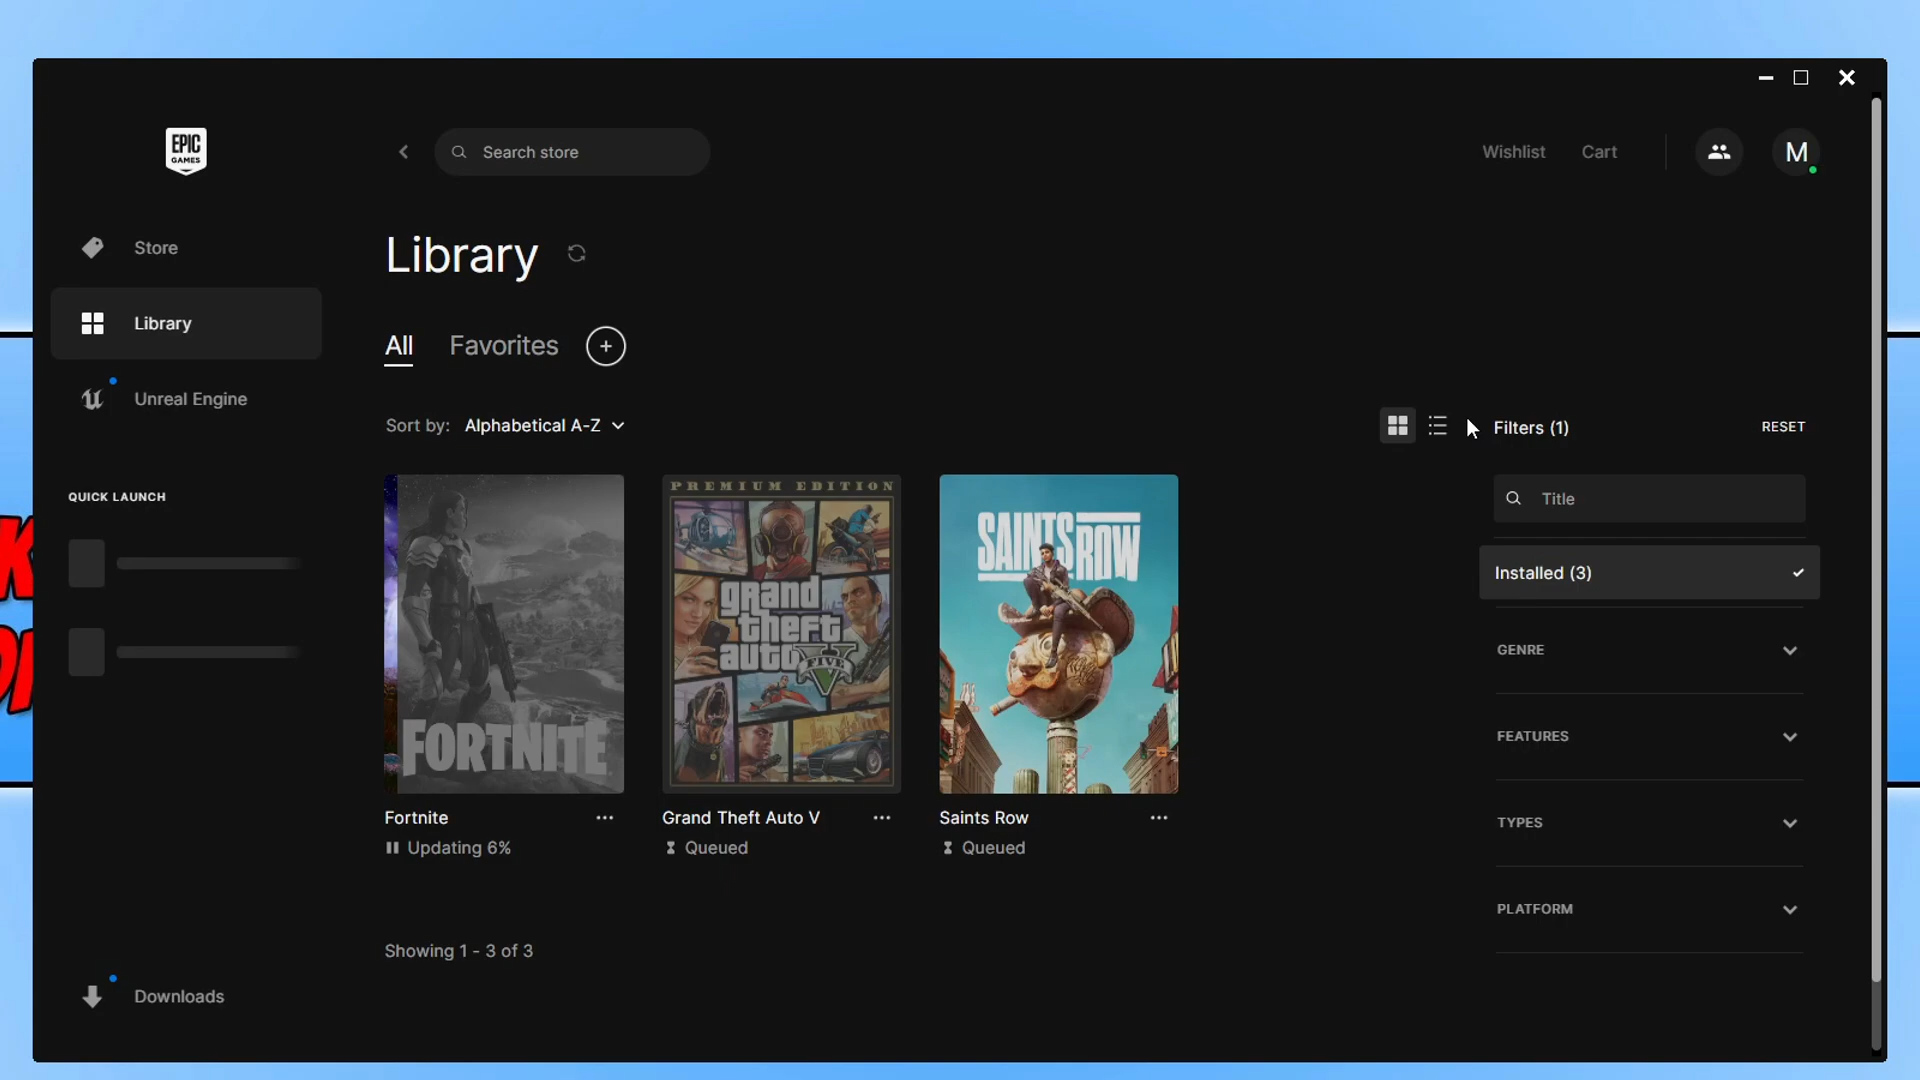 EPIC
GAMES
Search store
Wishlist
Cart
M
Store
Library
Unreal Engine
QUICK LAUNCH
Downloads
Library
All
Favorites
Sort by: Alphabetical A-Z
Filters (1)
RESET
Title
Installed (3)
GENRE
FEATURES
TYPES
PLATFORM
FORTNITE
PREMIUM EDITION
grand
theft
auto
FIVE
SAINTS ROW
Fortnite
Updating 6%
Grand Theft Auto V
Queued
Saints Row
Queued
Showing 1 - 3 of 3